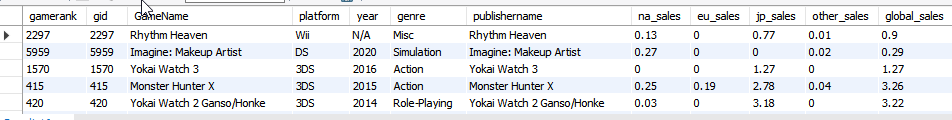 gamerank gid GameName platform year genre publishername na_sales eu_sales jp_sales other_sales global_sales
2297 2297 Rhythm Heaven Wii N/A Misc Rhythm Heaven 0.13 0 0.77 0.01 0.9
5959 5959 Imagine: Makeup Artist DS 2020 Simulation Imagine: Makeup Artist 0.27 0 0 0.02 0.29
1570 1570 Yokai Watch 3 3DS 2016 Action Yokai Watch 3 0 0 1.27 0 1.27
415 415 Monster Hunter X 3DS 2015 Action Monster Hunter X 0.25 0.19 2.78 0.04 3.26
420 420 Yokai Watch 2 Ganso/Honke 3DS 2014 Role-Playing Yokai Watch 2 Ganso/Honke 0.03 0 3.18 0 3.22